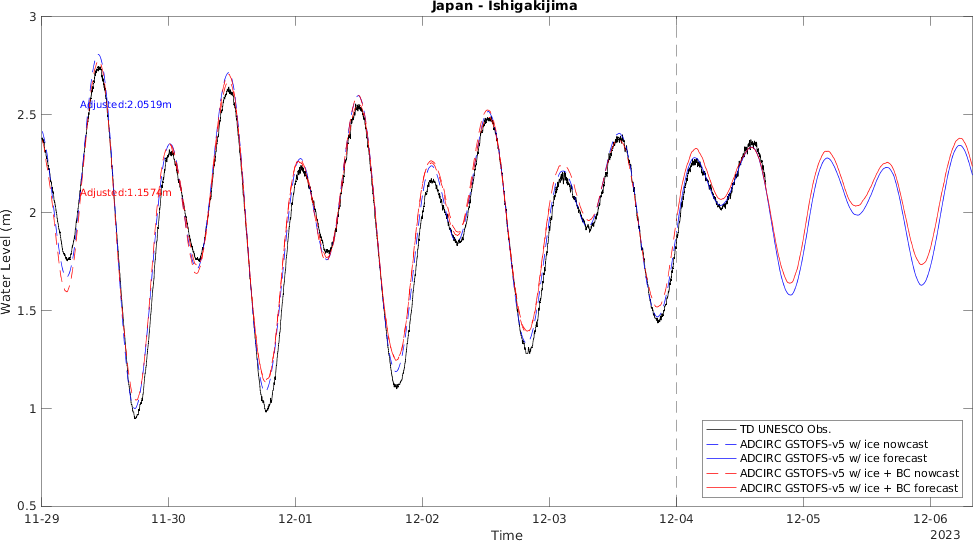 Japan - Ishigakijima
3
2.5
2
1.5
1
0.5
Water Level (m)
Adjusted:2.0519m
Adjusted:1.1574m
TD UNESCO Obs.
ADCIRC GSTOFS-v5 w/ ice nowcast
ADCIRC GSTOFS-v5 w/ ice forecast
ADCIRC GSTOFS-v5 w/ ice + BC nowcast
ADCIRC GSTOFS-v5 w/ ice + BC forecast
11-29 11-30 12-01 12-02 12-03 12-04 12-05 12-06
Time
2023